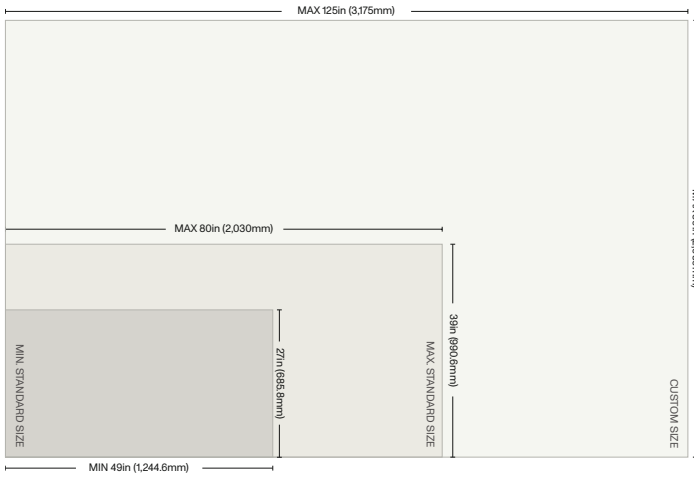 MAX 125in (3,175mm)
MAX 80in (2,030mm)
39in (990.6mm)
27in (685.8mm)
MIN. STANDARD SIZE
MAX. STANDARD SIZE
CUSTOM SIZE
MIN 49in (1,244.6mm)